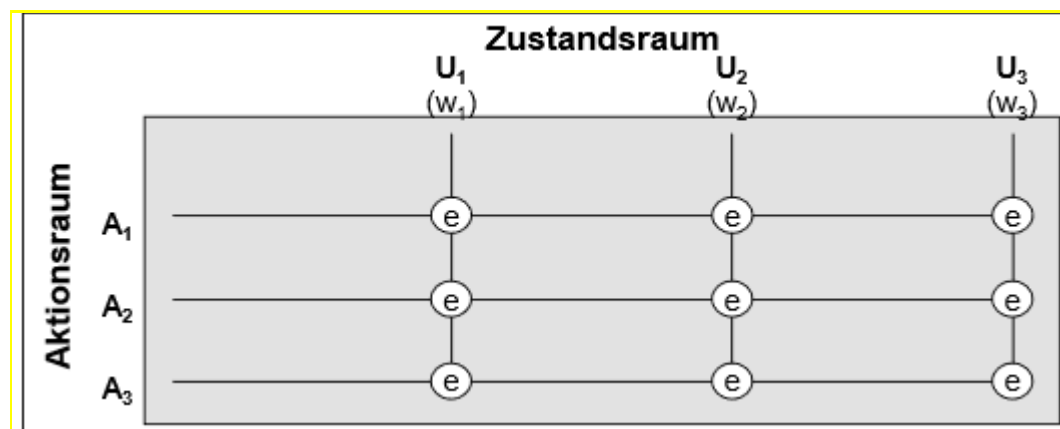 Zustandsraum
U₁ U₂ U₃
(w₁) (w₂) (w₃)
Aktionsraum
A₁ e e e
A₂ e e e
A₃ e e e